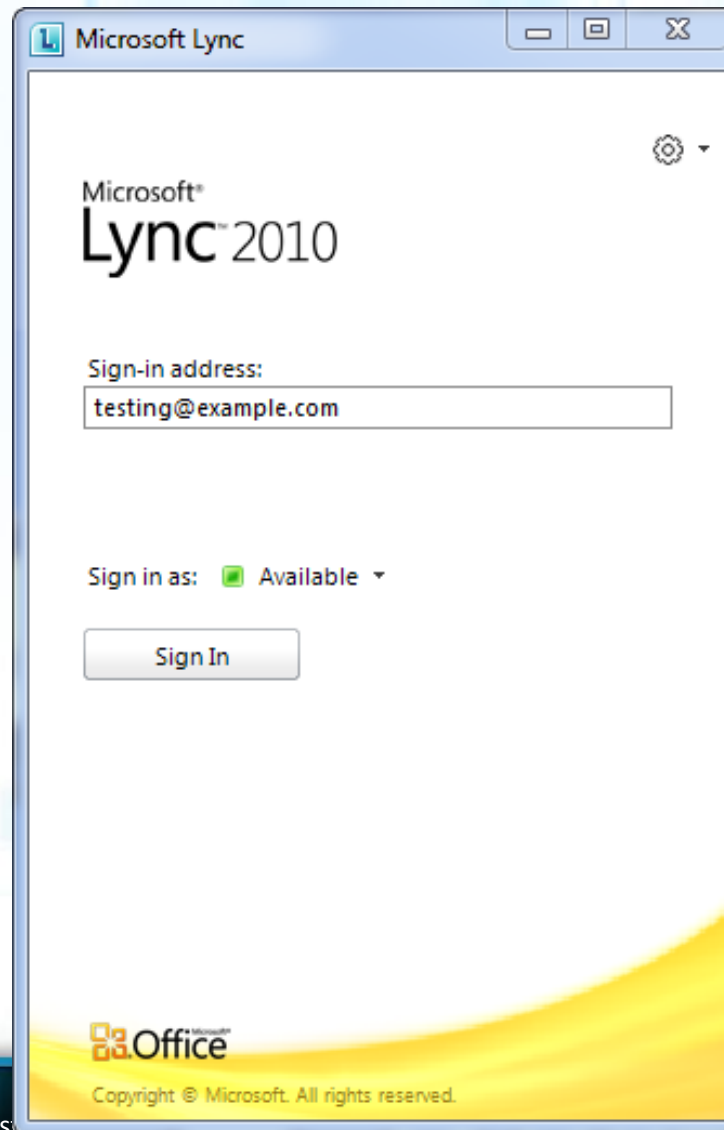 Microsoft Lync
Microsoft®
Lync™ 2010
Sign-in address:
testing@example.com
Sign in as: Available
Sign In
Microsoft®
Office
Copyright © Microsoft. All rights reserved.